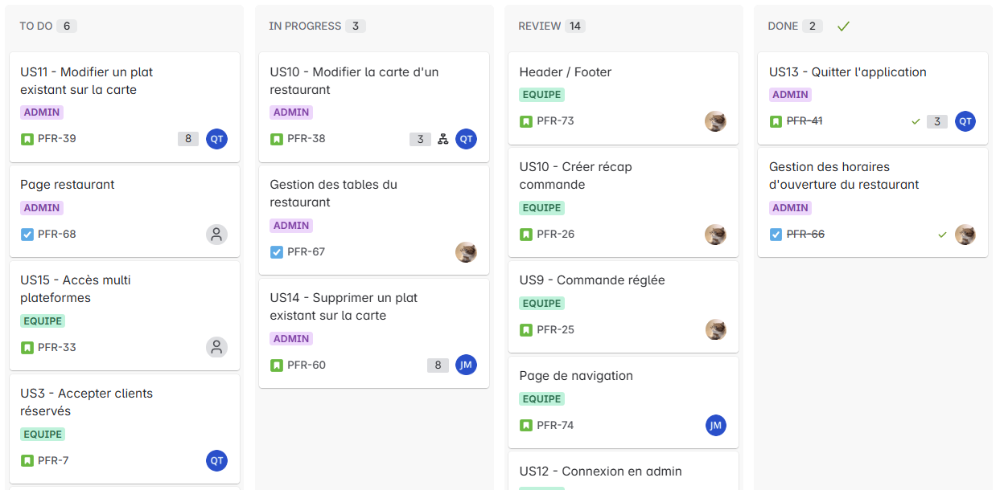 TO DO 6
US11 - Modifier un plat
existant sur la carte
ADMIN
PFR-39 8 QT
Page restaurant
ADMIN
PFR-68
US15 - Accès multi
plateformes
EQUIPE
PFR-33
US3 - Accepter clients
réservés
EQUIPE
PFR-7 QT
IN PROGRESS 3
US10 - Modifier la carte d'un
restaurant
ADMIN
PFR-38 3 QT
Gestion des tables du
restaurant
ADMIN
PFR-67
US14 - Supprimer un plat
existant sur la carte
ADMIN
PFR-60 8 JM
REVIEW 14
Header / Footer
EQUIPE
PFR-73
US10 - Créer récap
commande
EQUIPE
PFR-26
US9 - Commande réglée
EQUIPE
PFR-25
Page de navigation
EQUIPE
PFR-74 JM
US12 - Connexion en admin
DONE 2
US13 - Quitter l'application
ADMIN
PFR-41 3 QT
Gestion des horaires
d'ouverture du restaurant
ADMIN
PFR-66